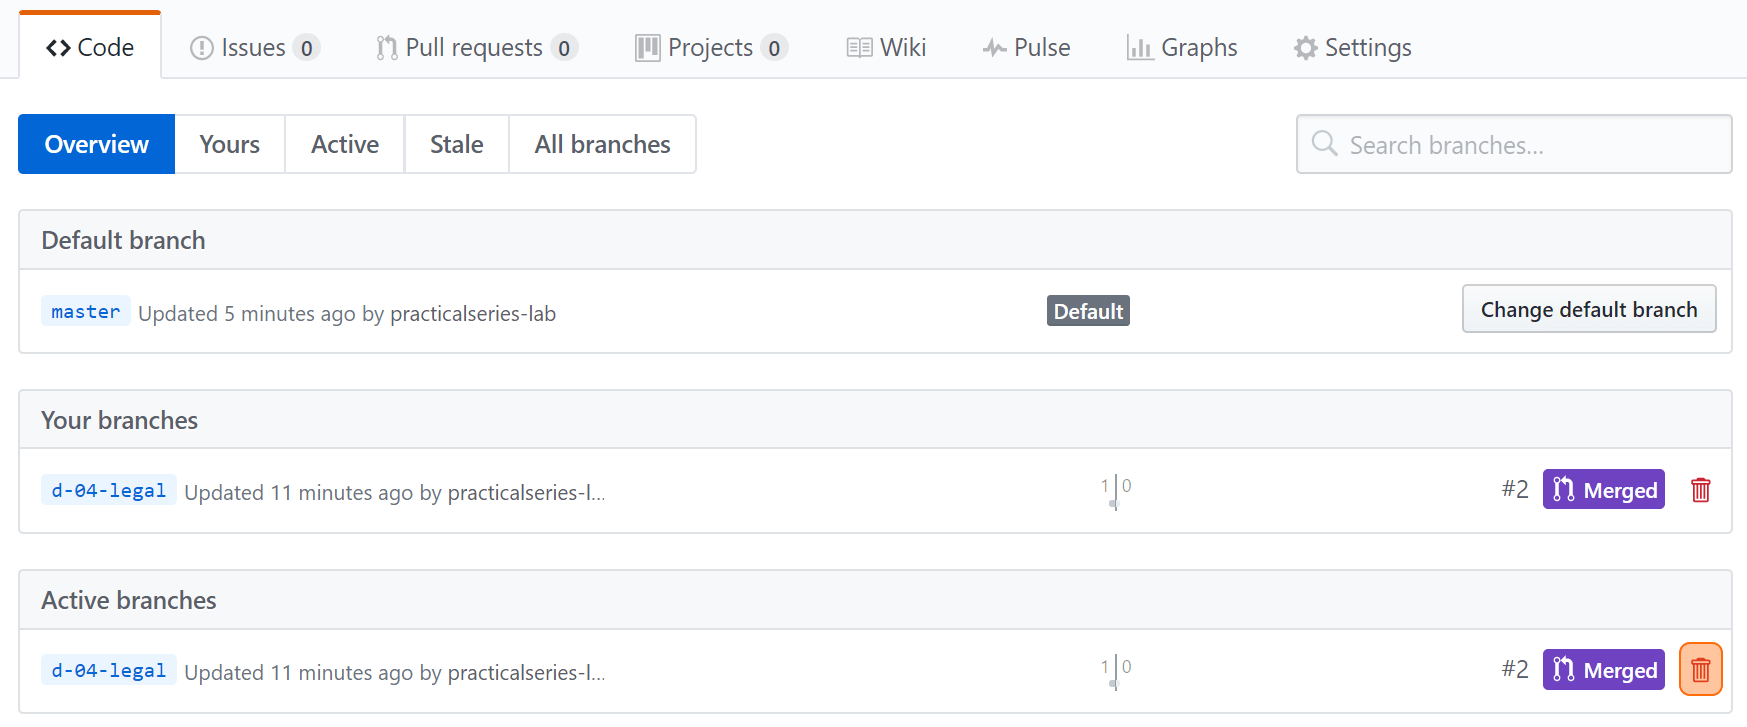 Code Issues 0 Pull requests 0 Projects 0 Wiki Pulse Graphs Settings
Overview Yours Active Stale All branches Search branches...
Default branch
master Updated 5 minutes ago by practicalseries-lab Default Change default branch
Your branches
d-04-legal Updated 11 minutes ago by practicalseries-l... 1 0 #2 Merged
Active branches
d-04-legal Updated 11 minutes ago by practicalseries-l... 1 0 #2 Merged